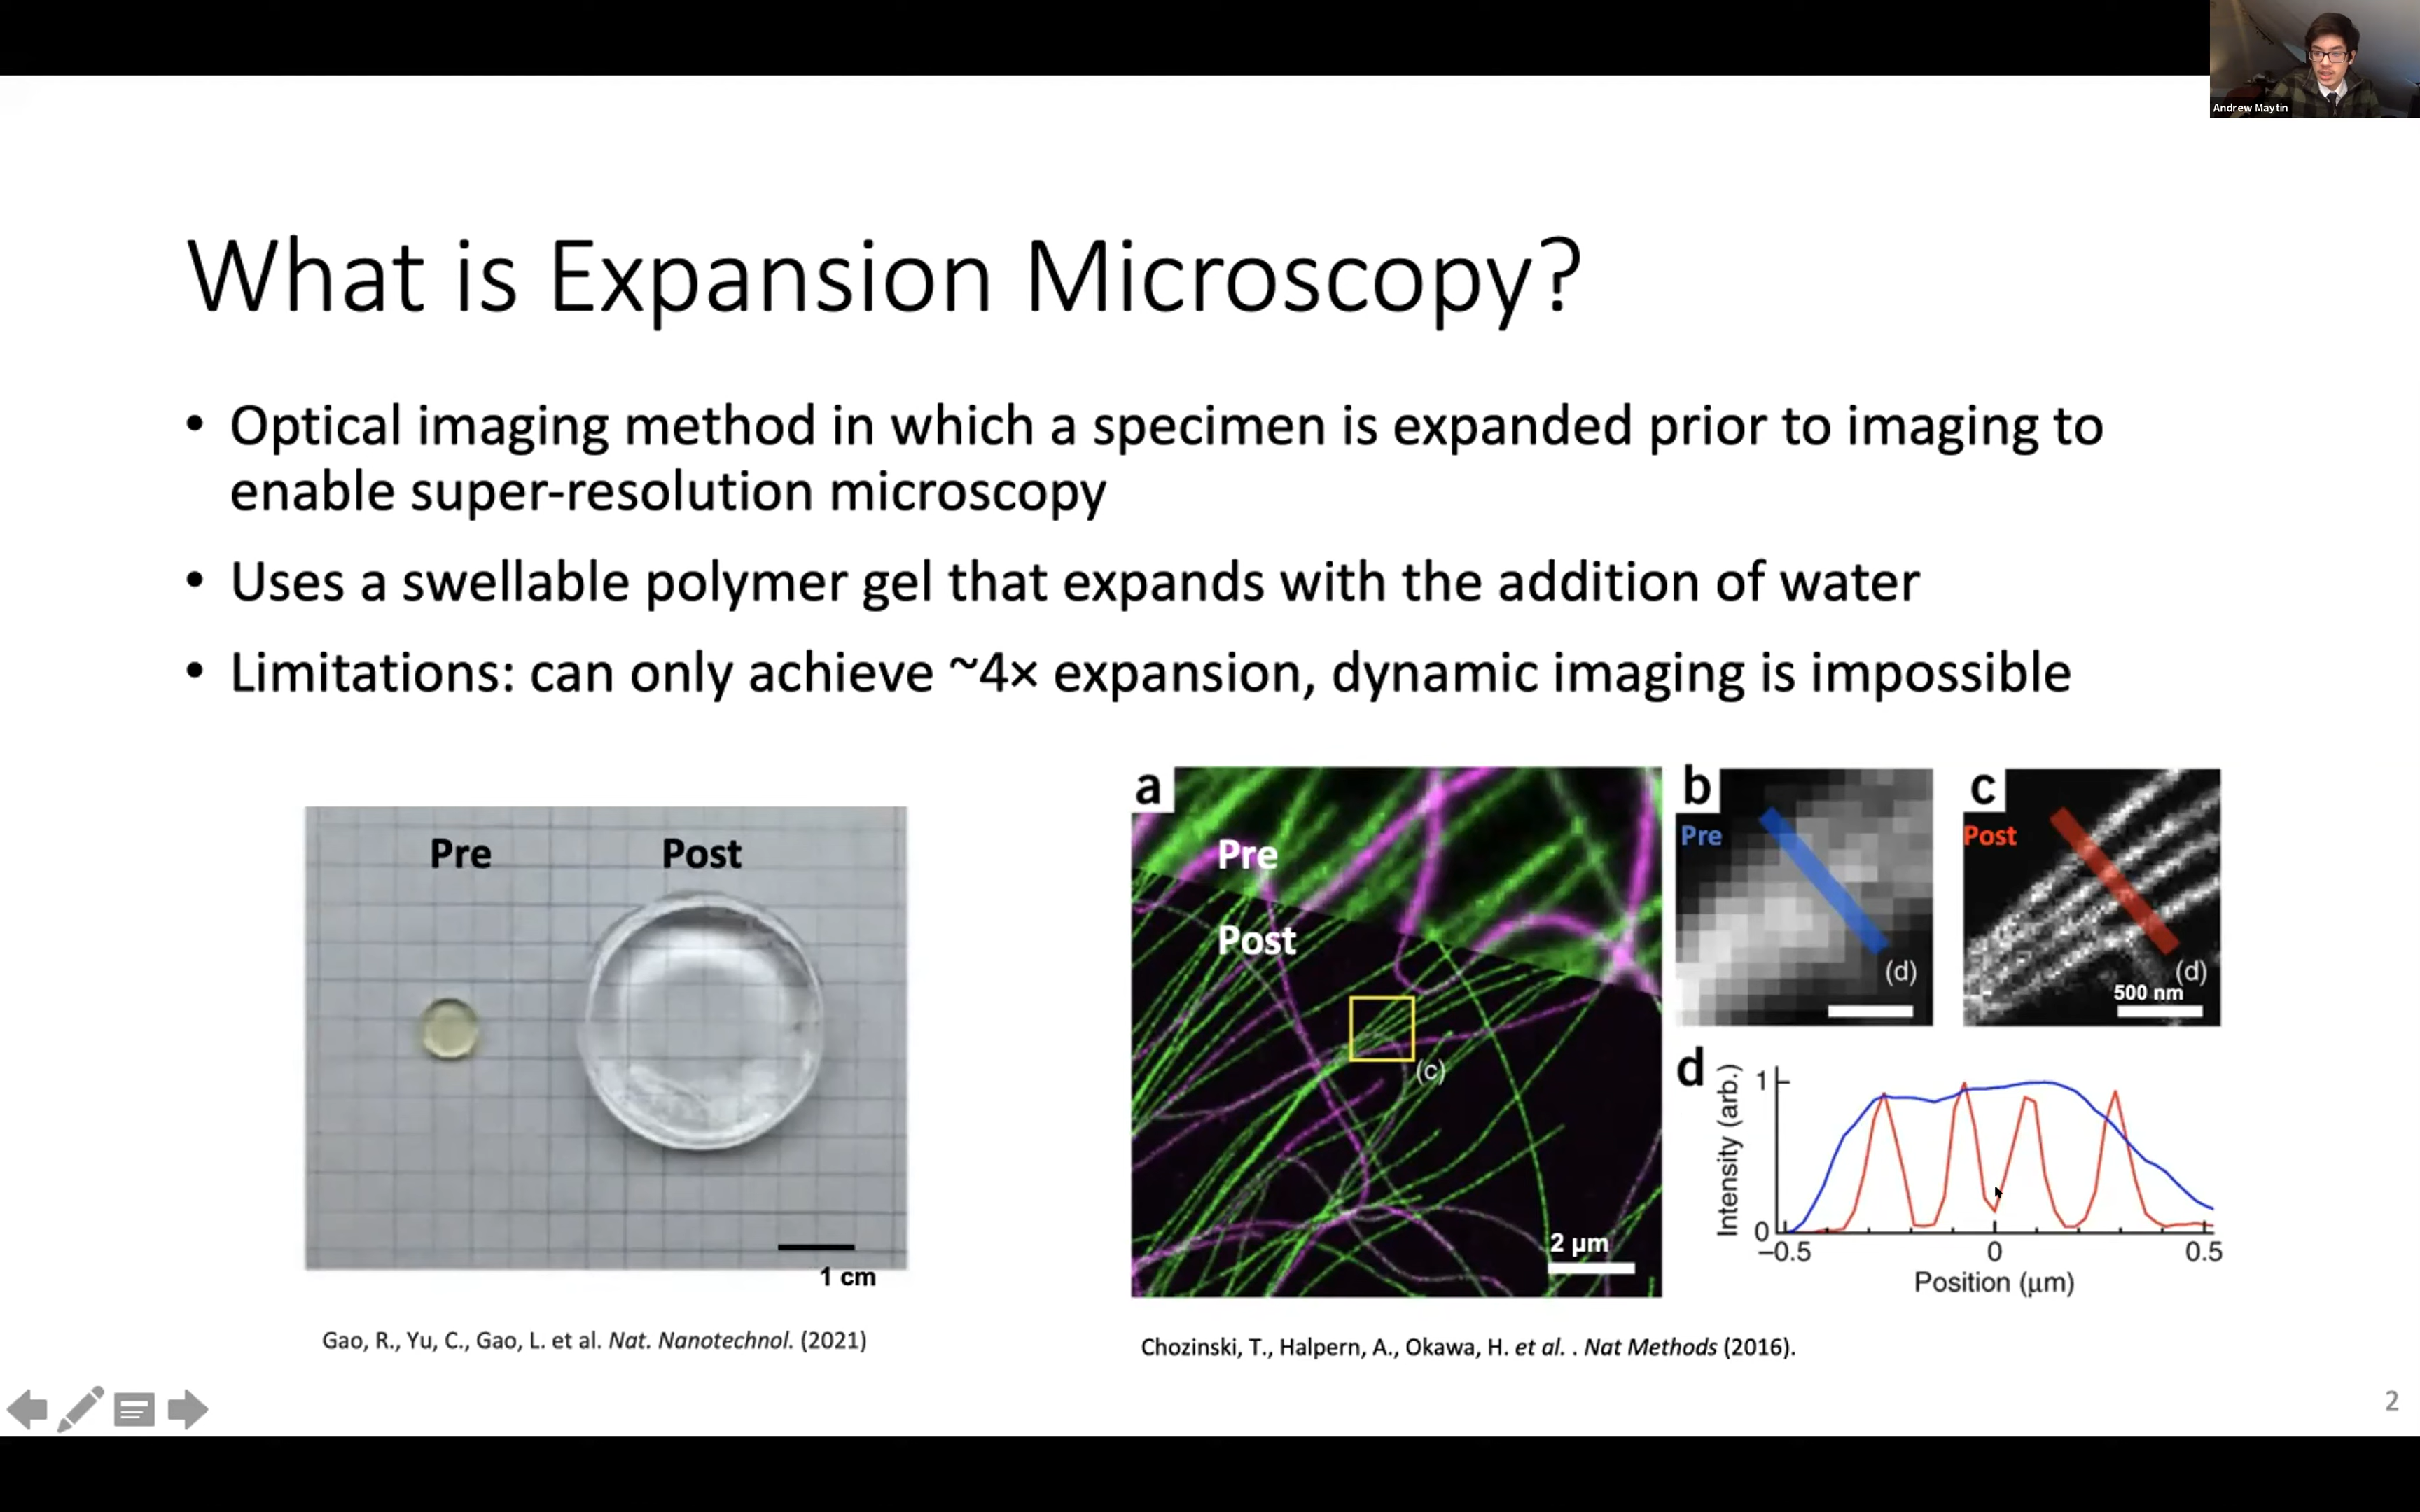 Andrew Maytin
What is Expansion Microscopy?
• Optical imaging method in which a specimen is expanded prior to imaging to
enable super-resolution microscopy
• Uses a swellable polymer gel that expands with the addition of water
• Limitations: can only achieve ~4× expansion, dynamic imaging is impossible
Pre
Post
1 cm
Gao, R., Yu, C., Gao, L. et al. Nat. Nanotechnol. (2021)
a
Pre
Post
(c)
2 μm
b
Pre
(d)
c
Post
(d)
500 nm
d
Intensity (arb.)
1
0
−0.5
0
0.5
Position (μm)
Chozinski, T., Halpern, A., Okawa, H. et al. . Nat Methods (2016).
2